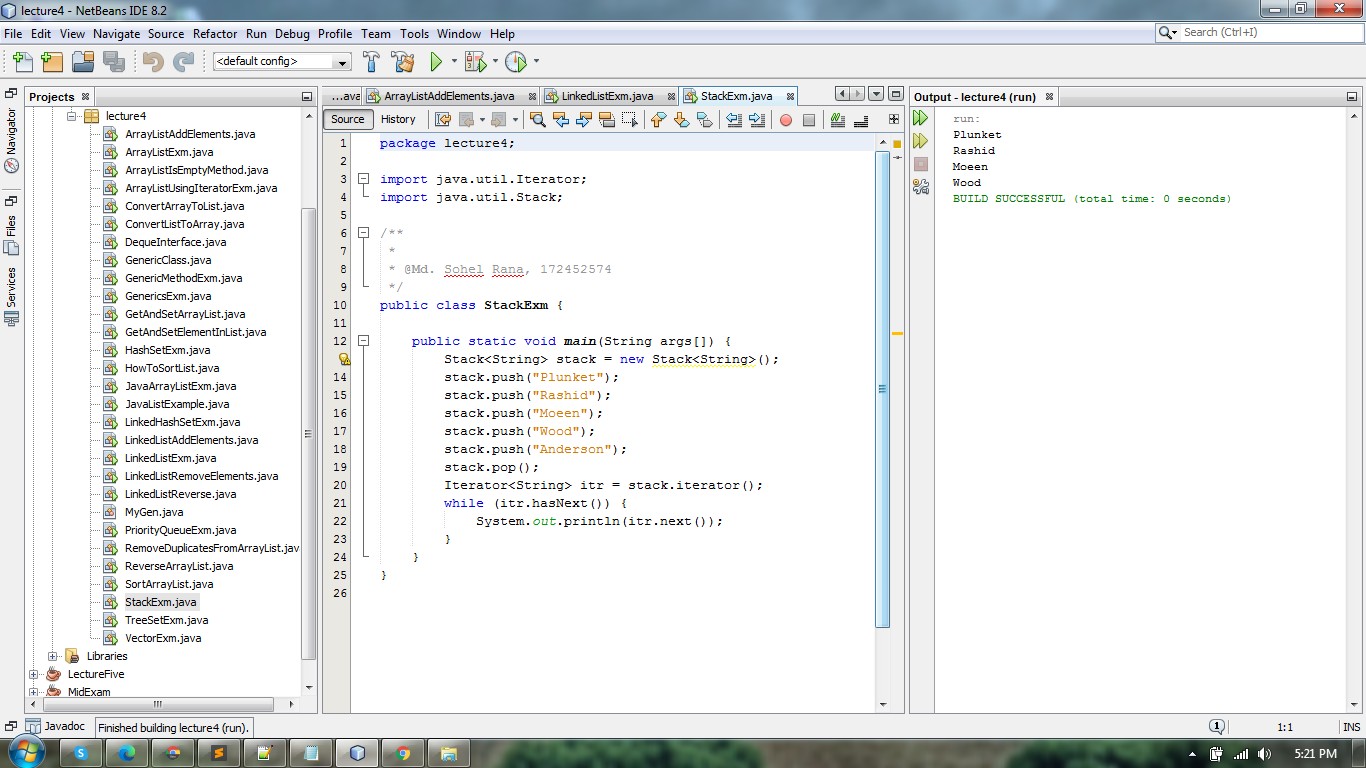 lecture4 - NetBeans IDE 8.2
File Edit View Navigate Source Refactor Run Debug Profile Team Tools Window Help
Search (Ctrl+I)
<default config>
Navigator
Files
Services
Projects
lecture4
ArrayListAddElements.java
ArrayListExm.java
ArrayListIsEmptyMethod.java
ArrayListUsingIteratorExm.java
ConvertArrayToList.java
ConvertListToArray.java
DequeInterface.java
GenericClass.java
GenericMethodExm.java
GenericsExm.java
GetAndSetArrayList.java
GetAndSetElementInList.java
HashSetExm.java
HowToSortList.java
JavaArrayListExm.java
JavaListExample.java
LinkedHashSetExm.java
LinkedListAddElements.java
LinkedListExm.java
LinkedListRemoveElements.java
LinkedListReverse.java
MyGen.java
PriorityQueueExm.java
RemoveDuplicatesFromArrayList.jav
ReverseArrayList.java
SortArrayList.java
StackExm.java
TreeSetExm.java
VectorExm.java
Libraries
LectureFive
MidExam
...ava ArrayListAddElements.java LinkedListExm.java StackExm.java
Source History
1 package lecture4;
2
3 import java.util.Iterator;
4 import java.util.Stack;
5
6 /**
7 *
8 * @Md. Sohel Rana, 172452574
9 */
10 public class StackExm {
11
12 public static void main(String args[]) {
Stack<String> stack = new Stack<String>();
14 stack.push("Plunket");
15 stack.push("Rashid");
16 stack.push("Moeen");
17 stack.push("Wood");
18 stack.push("Anderson");
19 stack.pop();
20 Iterator<String> itr = stack.iterator();
21 while (itr.hasNext()) {
22 System.out.println(itr.next());
23 }
24 }
25 }
26
Output - lecture4 (run)
run:
Plunket
Rashid
Moeen
Wood
BUILD SUCCESSFUL (total time: 0 seconds)
Javadoc
Finished building lecture4 (run).
1
1:1
INS
5:21 PM